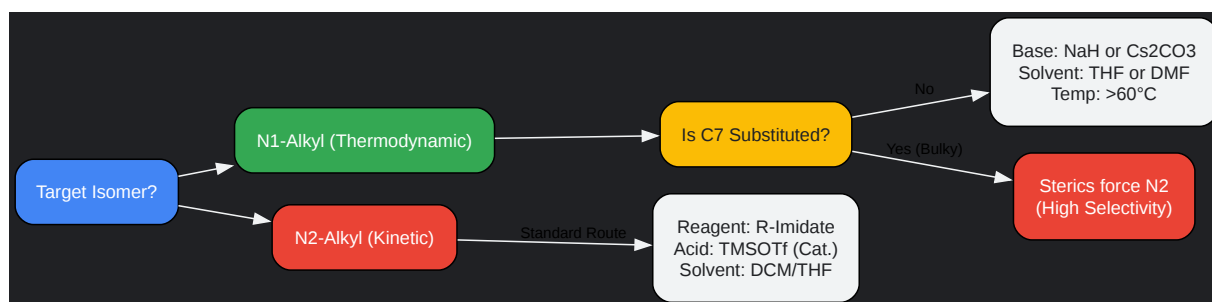 Target Isomer?
N1-Alkyl (Thermodynamic)
N2-Alkyl (Kinetic)
Standard Route
Is C7 Substituted?
Reagent: R-Imidate
Acid: TMSOTf (Cat.)
Solvent: DCM/THF
No
Yes (Bulky)
Base: NaH or Cs2CO3
Solvent: THF or DMF
Temp: >60°C
Sterics force N2
(High Selectivity)